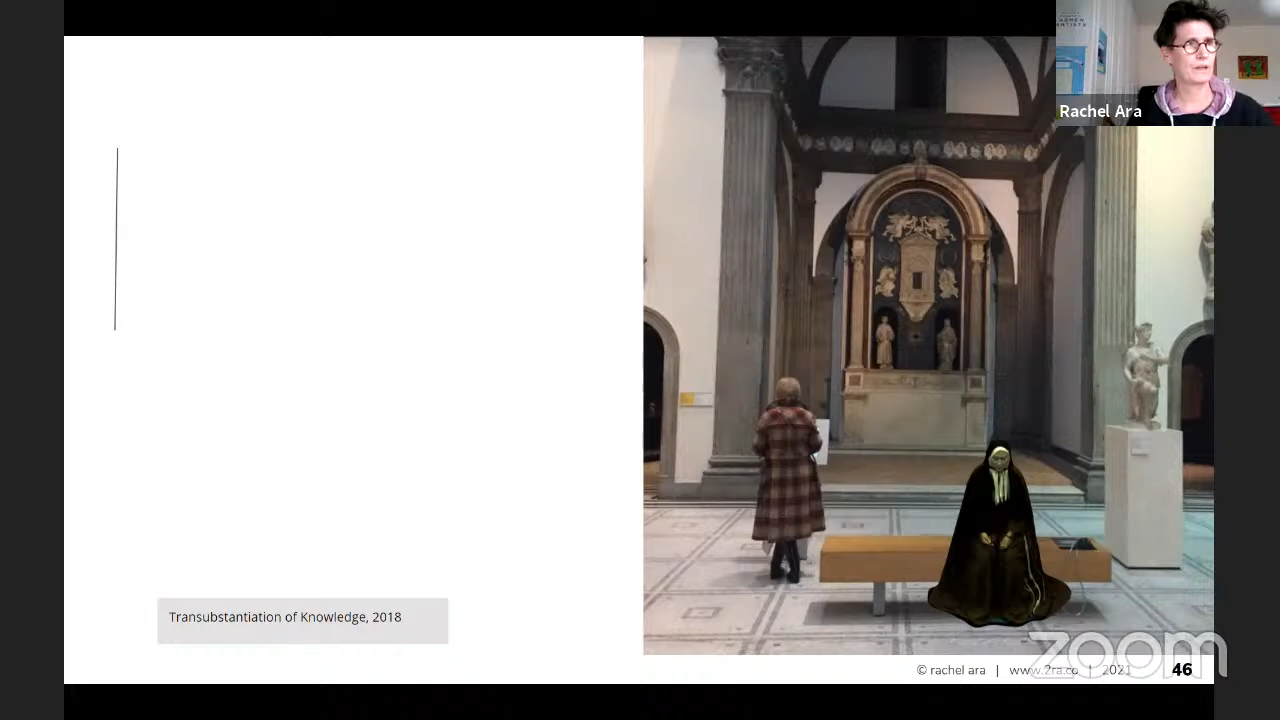 Rachel Ara
Transubstantiation of Knowledge, 2018
© rachel ara | www.2ra.co | 2021 46
zoom